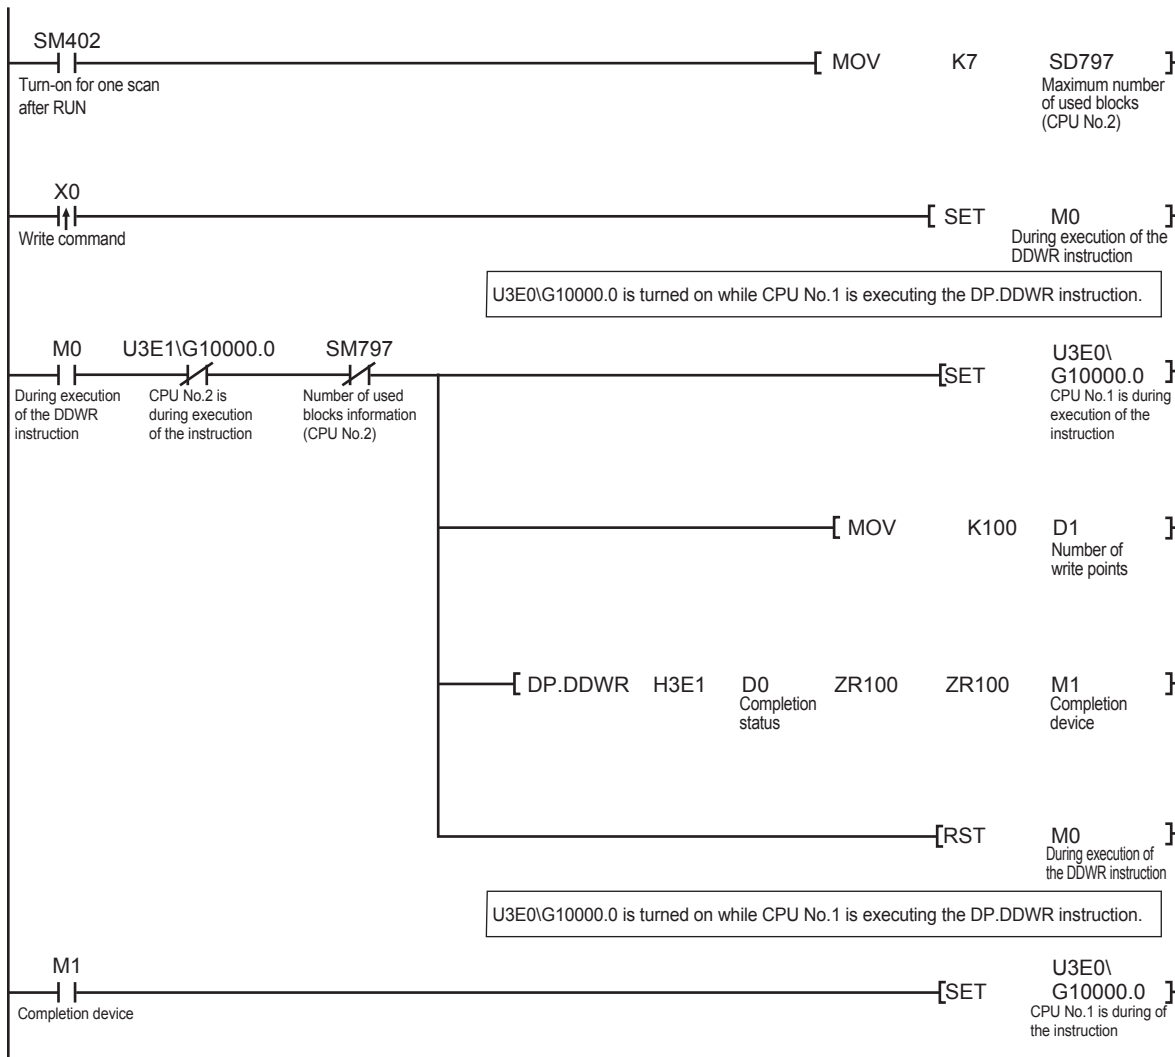 SM402
MOV K7 SD797
Turn-on for one scan
after RUN
Maximum number
of used blocks
(CPU No.2)
X0
SET M0
Write command
During execution of the
DDWR instruction
U3E0\G10000.0 is turned on while CPU No.1 is executing the DP.DDWR instruction.
M0 U3E1\G10000.0 SM797
SET U3E0\
G10000.0
During execution
of the DDWR
instruction
CPU No.2 is
during execution
of the instruction
Number of used
blocks information
(CPU No.2)
CPU No.1 is during
execution of the
instruction
MOV K100 D1
Number of
write points
DP.DDWR H3E1 D0 ZR100 ZR100 M1
Completion
status
Completion
device
RST M0
During execution of
the DDWR instruction
U3E0\G10000.0 is turned on while CPU No.1 is executing the DP.DDWR instruction.
M1
SET U3E0\
G10000.0
Completion device
CPU No.1 is during of
the instruction